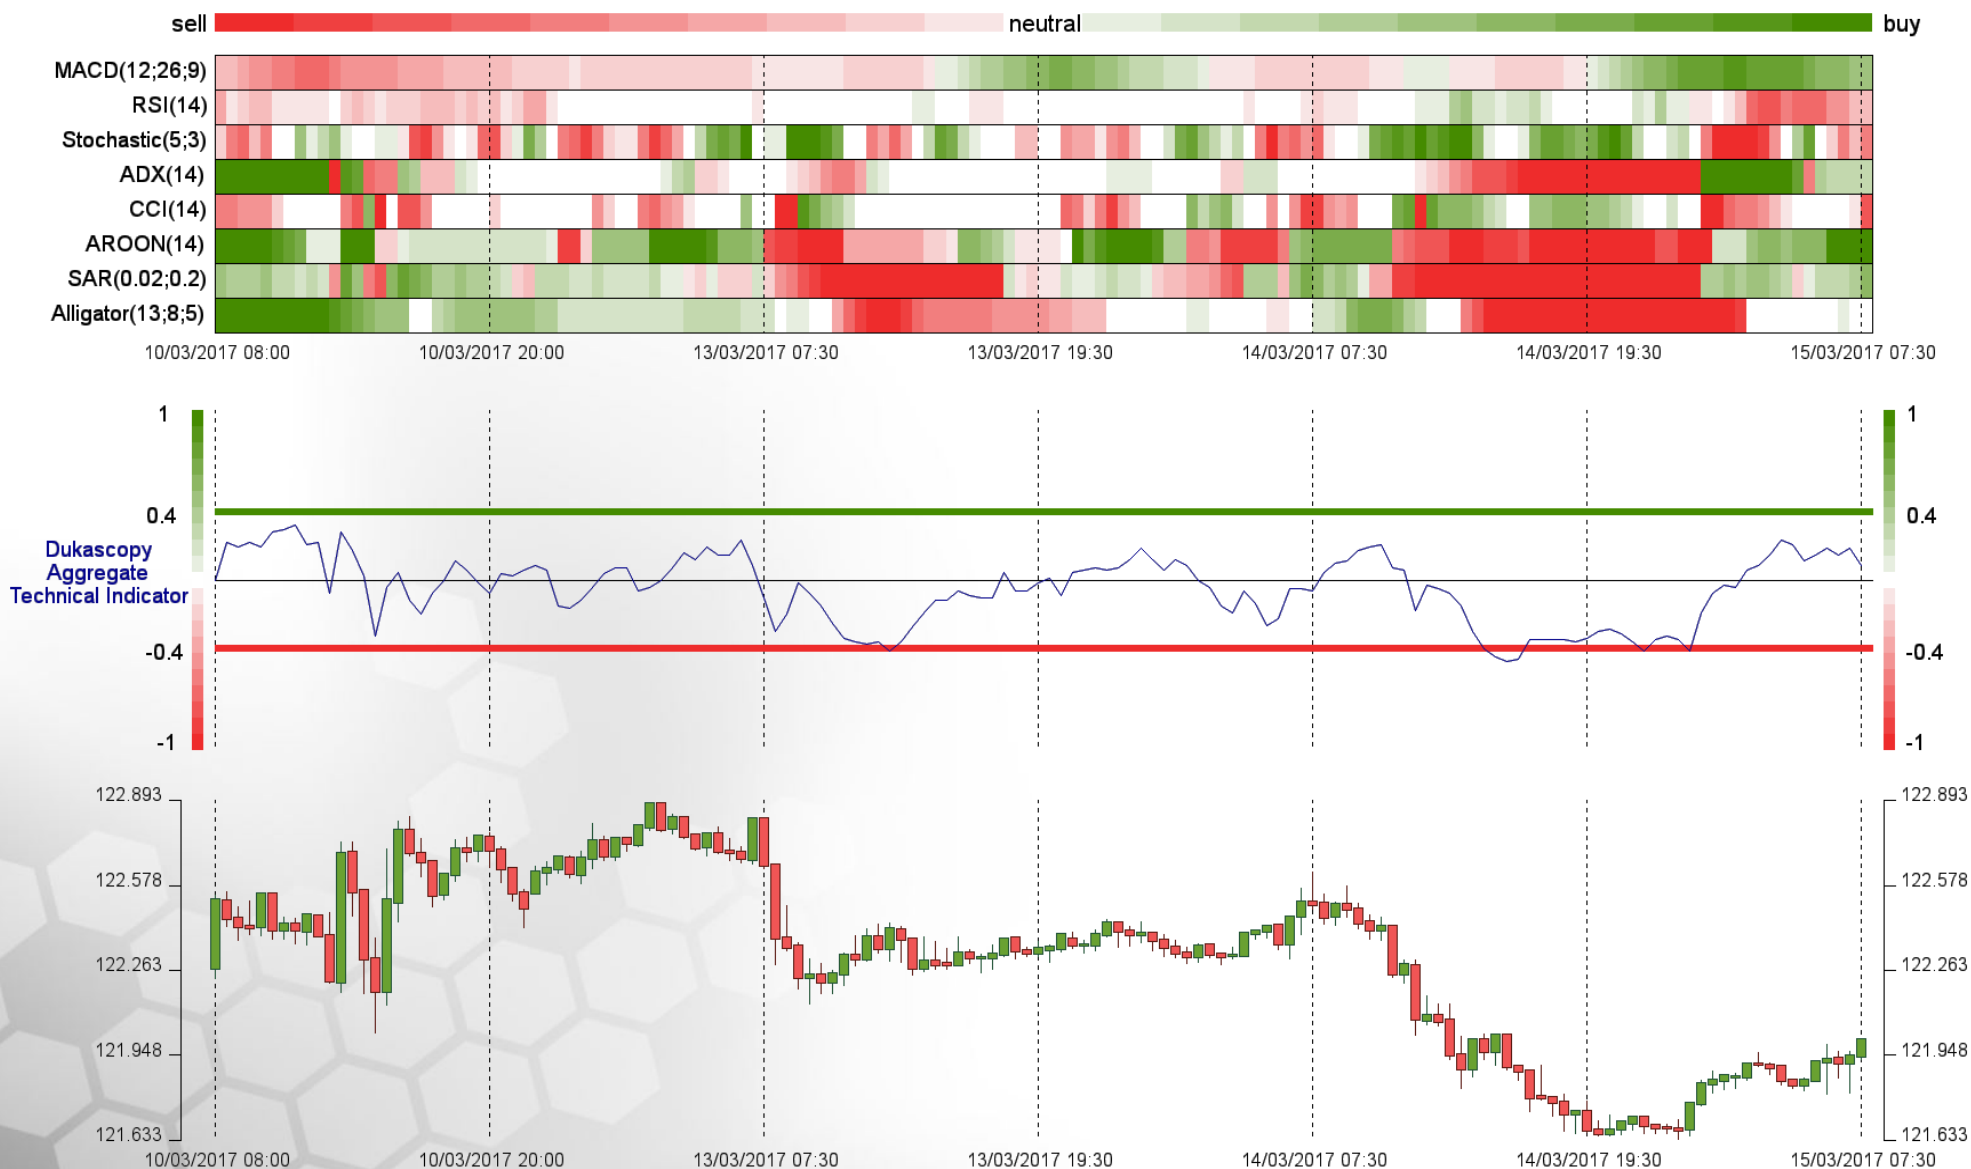 sell neutral buy
MACD(12;26;9)
RSI(14)
Stochastic(5;3)
ADX(14)
CCI(14)
AROON(14)
SAR(0.02;0.2)
Alligator(13;8;5)
10/03/2017 08:00 10/03/2017 20:00 13/03/2017 07:30 13/03/2017 19:30 14/03/2017 07:30 14/03/2017 19:30 15/03/2017 07:30
1 1
0.4 0.4
Dukascopy
Aggregate
Technical Indicator
-0.4 -0.4
-1 -1
122.893 122.893
122.578 122.578
122.263 122.263
121.948 121.948
121.633 121.633
10/03/2017 08:00 10/03/2017 20:00 13/03/2017 07:30 13/03/2017 19:30 14/03/2017 07:30 14/03/2017 19:30 15/03/2017 07:30